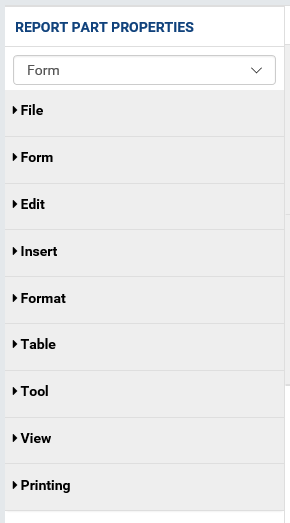 REPORT PART PROPERTIES
Form
File
Form
Edit
Insert
Format
Table
Tool
View
Printing